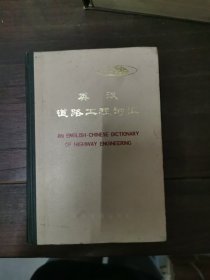 英汉
道路工程词汇
AN ENGLISH-CHINESE DICTIONARY
OF HIGHWAY ENGINEERING